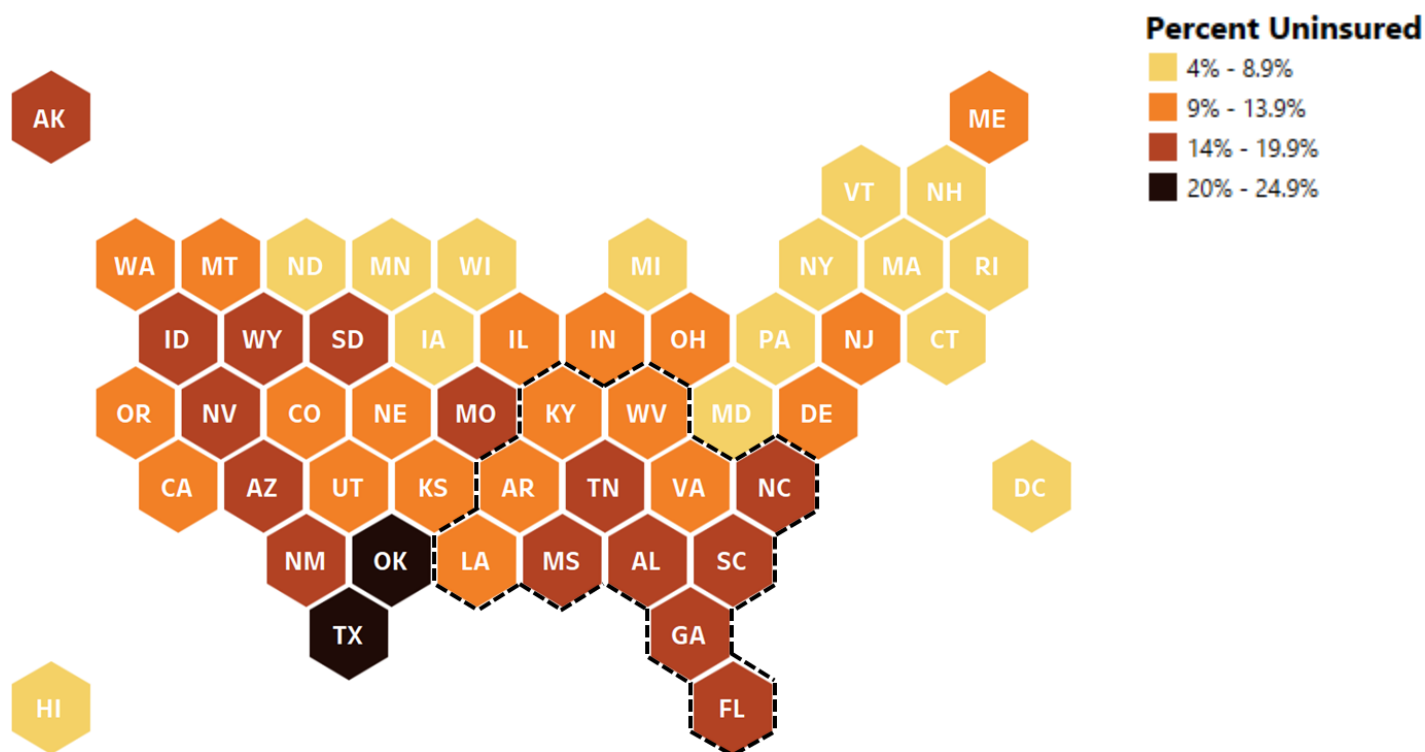 Percent Uninsured
4% - 8.9%
9% - 13.9%
14% - 19.9%
20% - 24.9%
AK
ME
VT NH
WA MT ND MN WI MI NY MA RI
ID WY SD IA IL IN OH PA NJ CT
OR NV CO NE MO KY WV MD DE
CA AZ UT KS AR TN VA NC DC
NM OK LA MS AL SC
TX GA
HI FL